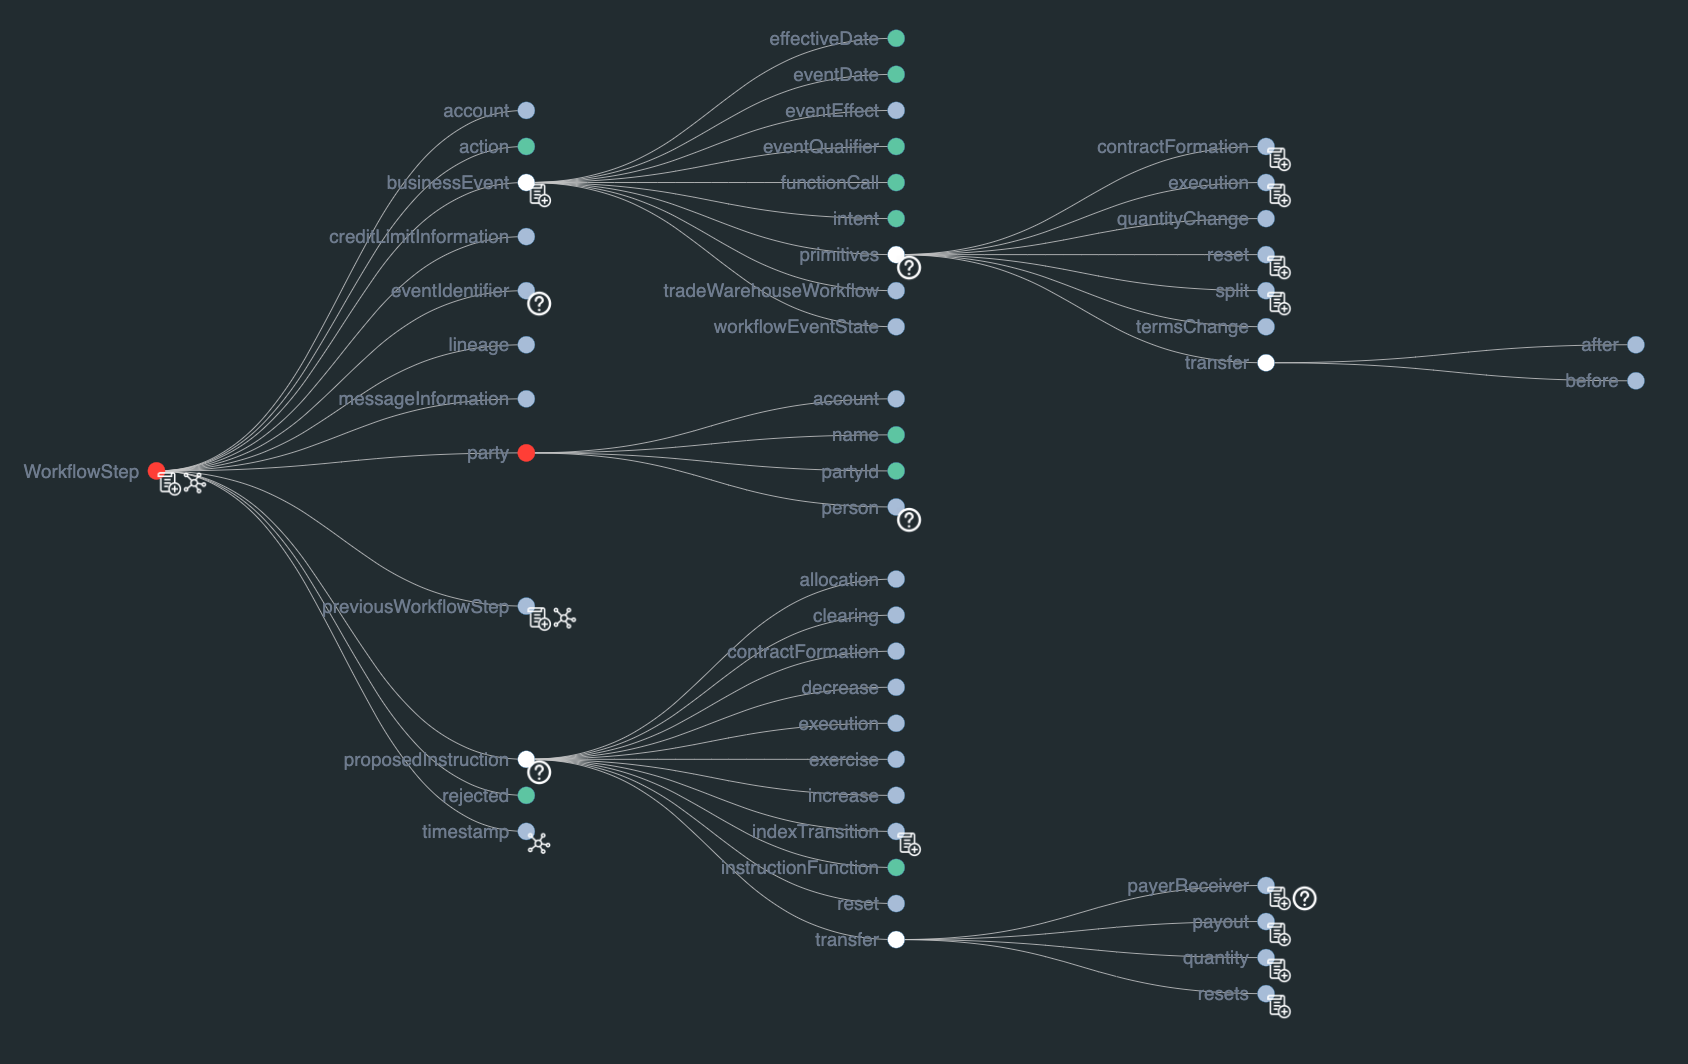 WorkflowStep
account
action
businessEvent
creditLimitInformation
eventIdentifier
lineage
messageInformation
party
previousWorkflowStep
proposedInstruction
rejected
timestamp
effectiveDate
eventDate
eventEffect
eventQualifier
functionCall
intent
primitives
tradeWarehouseWorkflow
workflowEventState
account
name
partyId
person
allocation
clearing
contractFormation
decrease
execution
exercise
increase
indexTransition
instructionFunction
reset
transfer
contractFormation
execution
quantityChange
reset
split
termsChange
transfer
payerReceiver
payout
quantity
resets
after
before